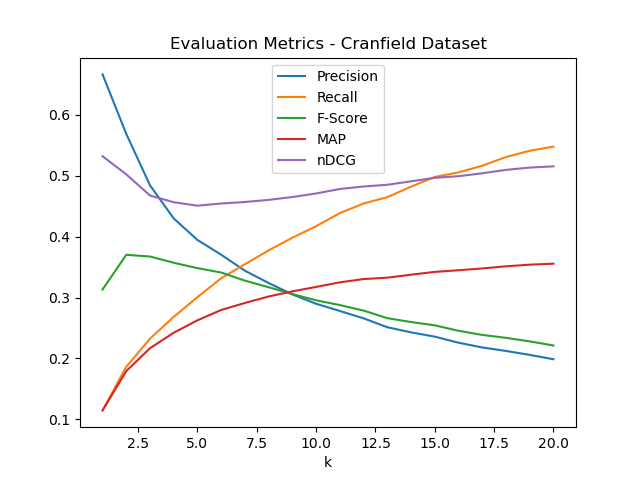 Evaluation Metrics - Cranfield Dataset
Precision
Recall
F-Score
MAP
nDCG
0.6
0.5
0.4
0.3
0.2
0.1
2.5 5.0 7.5 10.0 12.5 15.0 17.5 20.0
k